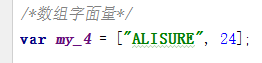 /*数组字面量*/
var my_4 = ["ALISURE", 24];